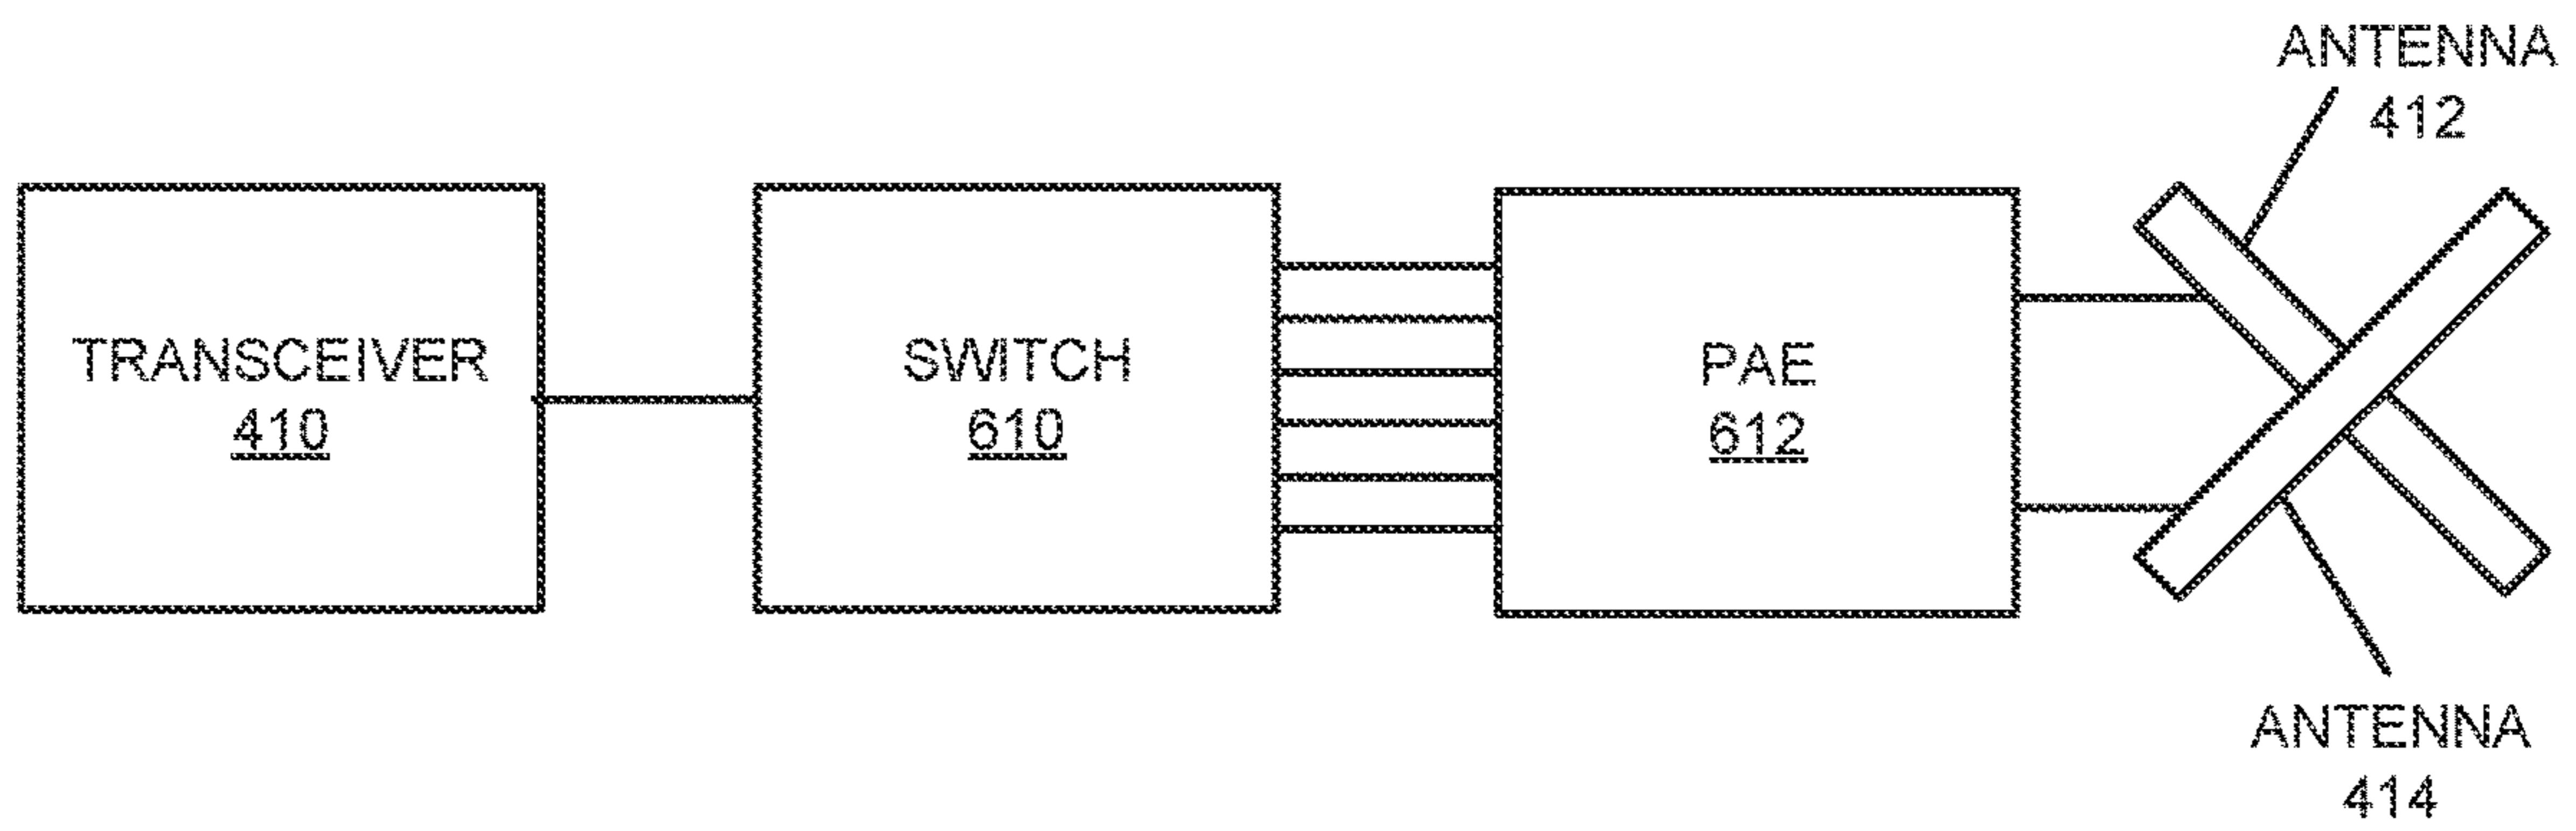 ANTENNA
412
TRANSCEIVER
410
SWITCH
610
PAE
612
ANTENNA
414